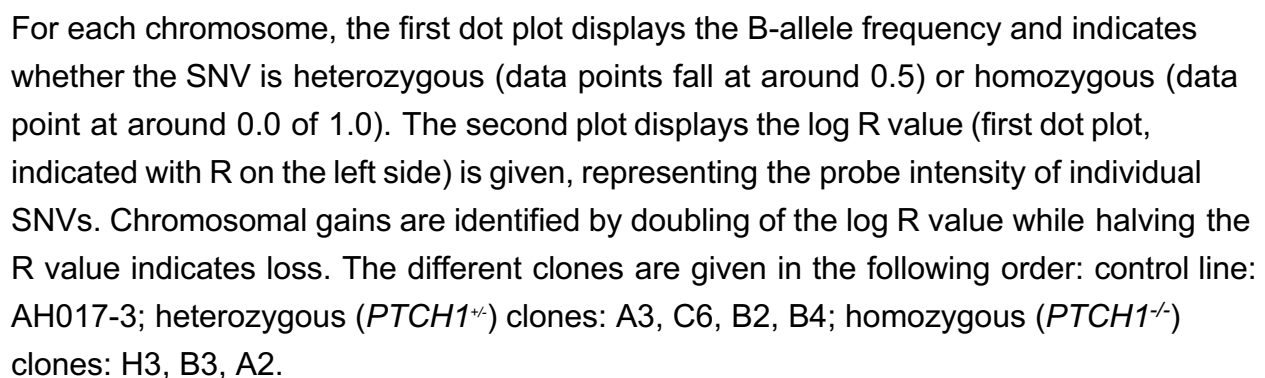 For each chromosome, the first dot plot displays the B-allele frequency and indicates
whether the SNV is heterozygous (data points fall at around 0.5) or homozygous (data
point at around 0.0 of 1.0). The second plot displays the log R value (first dot plot,
indicated with R on the left side) is given, representing the probe intensity of individual
SNVs. Chromosomal gains are identified by doubling of the log R value while halving the
R value indicates loss. The different clones are given in the following order: control line:
AH017-3; heterozygous (PTCH1+/-) clones: A3, C6, B2, B4; homozygous (PTCH1-/-)
clones: H3, B3, A2.